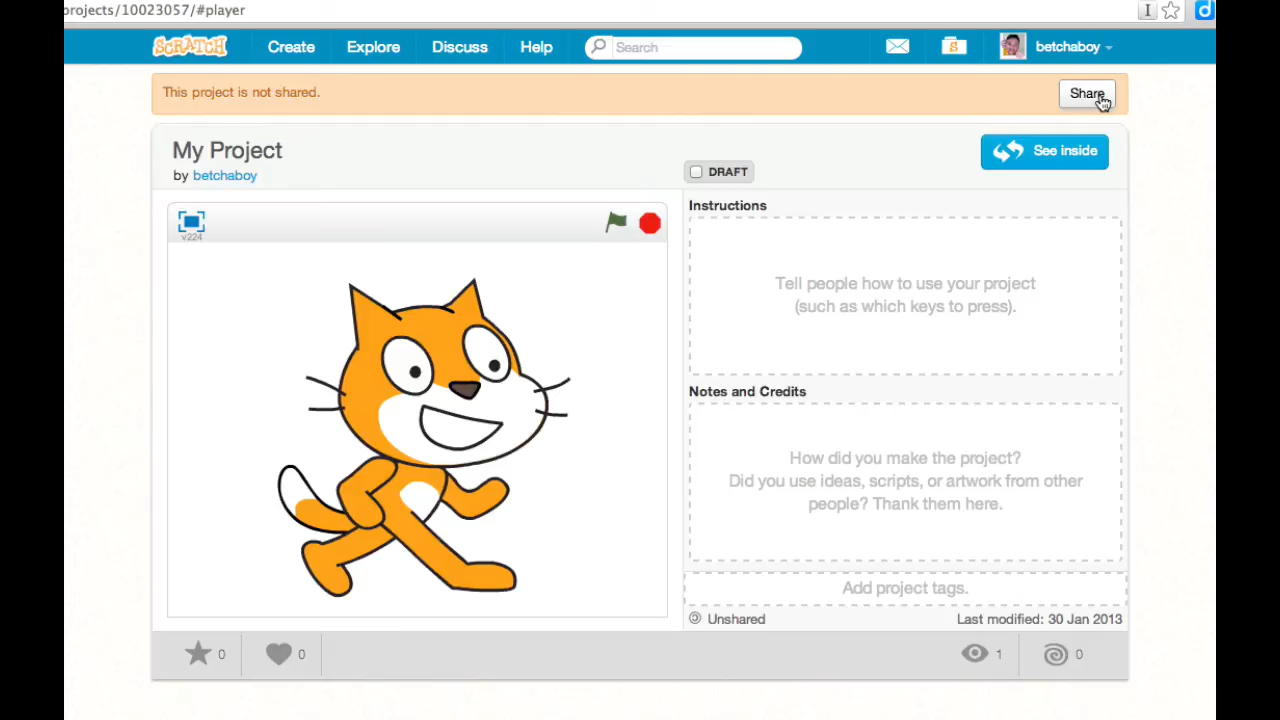 projects/10023057/#player
SCRATCH Create Explore Discuss Help Search S betchaboy
This project is not shared. Share
My Project
by betchaboy
DRAFT
See inside
v224
Instructions
Tell people how to use your project
(such as which keys to press).
Notes and Credits
How did you make the project?
Did you use ideas, scripts, or artwork from other
people? Thank them here.
Add project tags.
Unshared Last modified: 30 Jan 2013
0 0 1 0